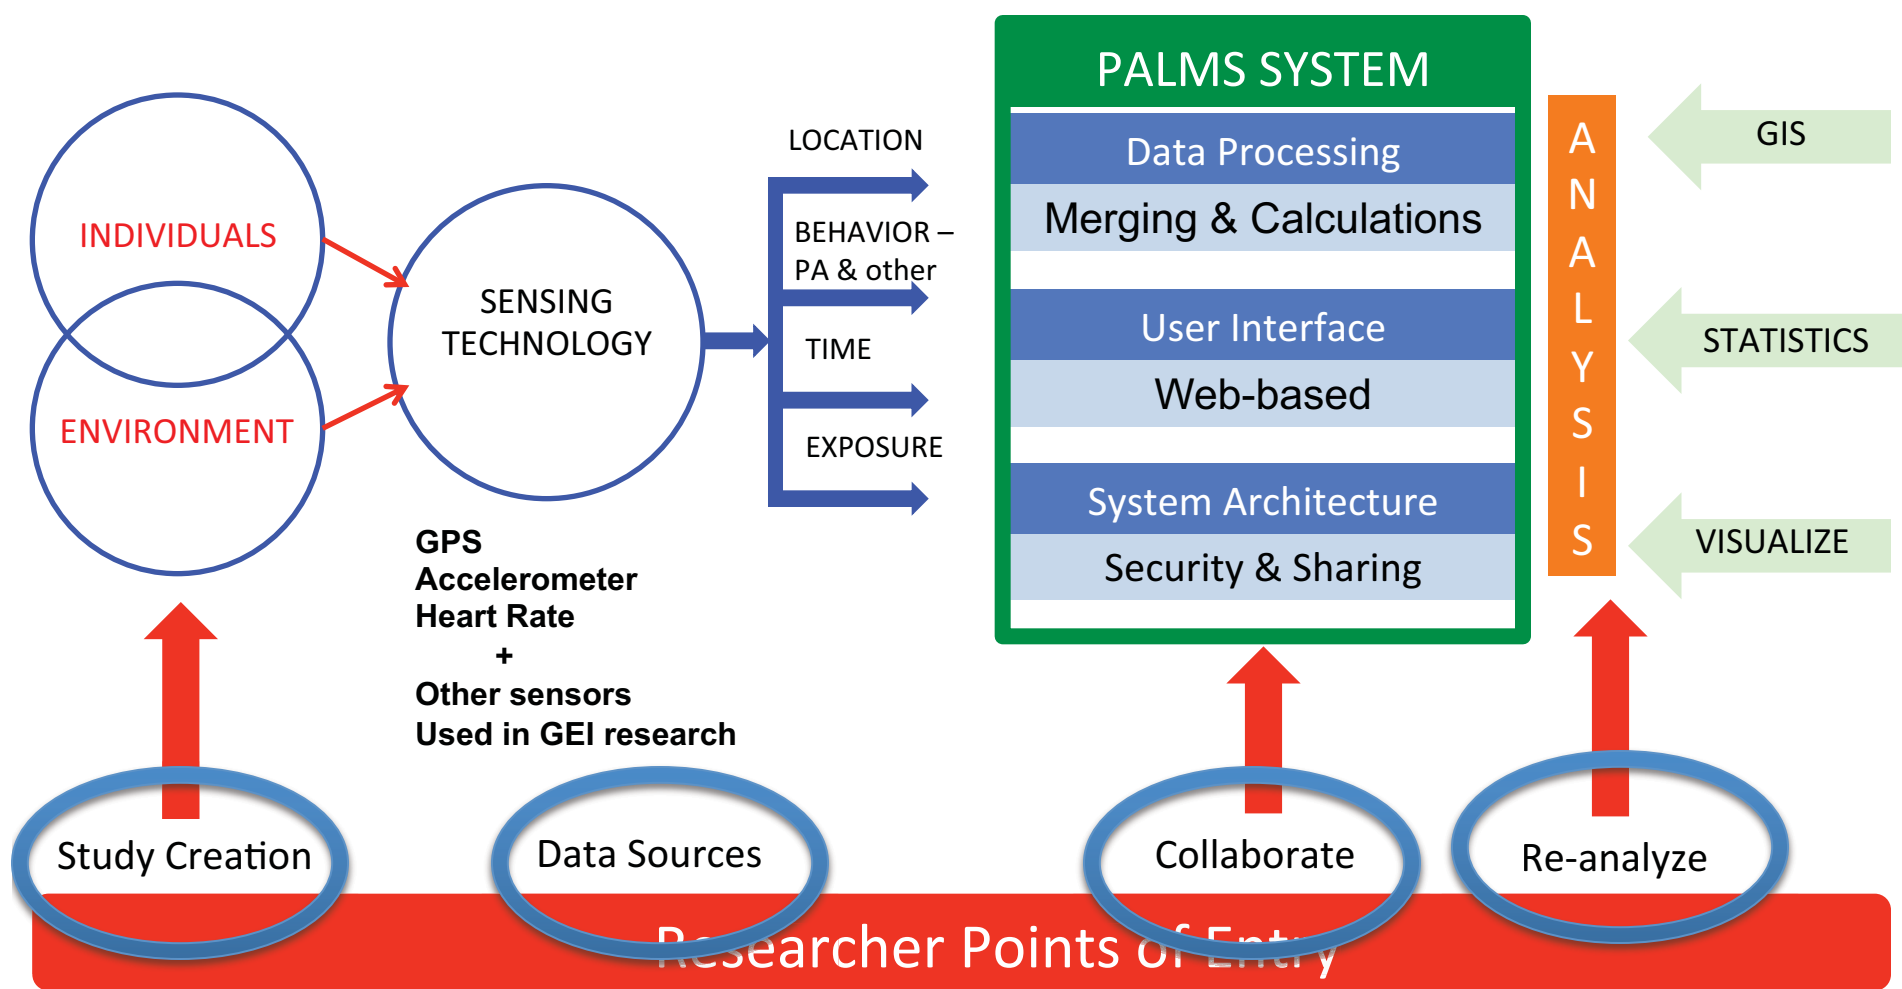 INDIVIDUALS
ENVIRONMENT
SENSING
TECHNOLOGY
GPS
Accelerometer
Heart Rate
+
Other sensors
Used in GEI research
LOCATION
BEHAVIOR –
PA & other
TIME
EXPOSURE
PALMS SYSTEM
Data Processing
Merging & Calculations
User Interface
Web-based
System Architecture
Security & Sharing
ANALYSIS
GIS
STATISTICS
VISUALIZE
Study Creation
Data Sources
Collaborate
Re-analyze
Researcher Points of Entry